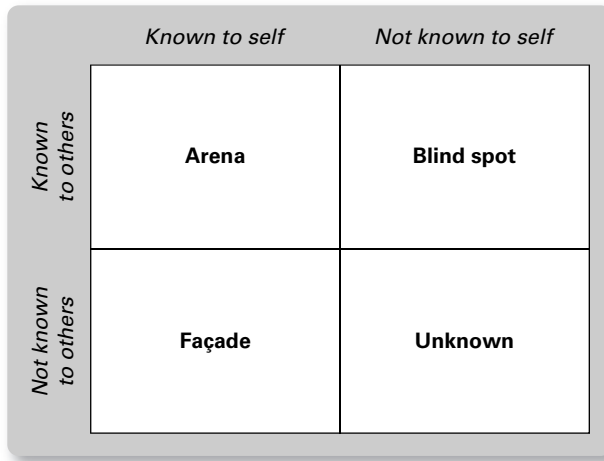 Known to self
Not known to self
Known
to others
Arena
Blind spot
Not known
to others
Façade
Unknown